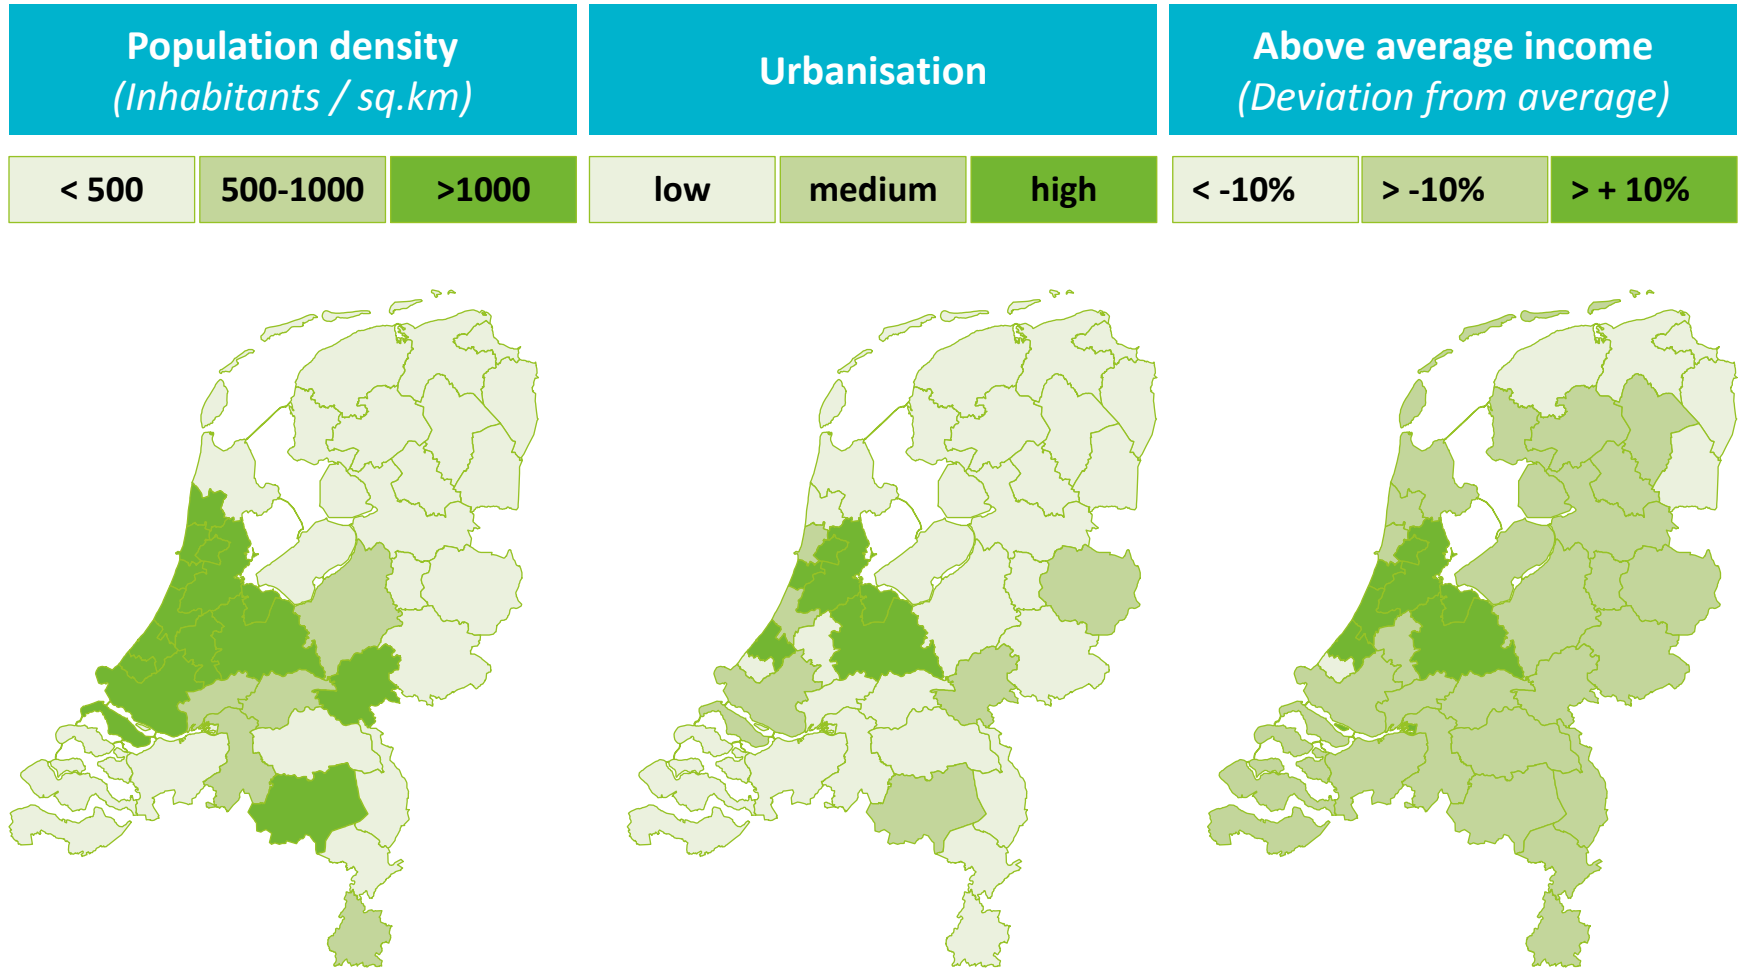 Population density
(Inhabitants / sq.km)
Urbanisation
Above average income
(Deviation from average)
< 500
500-1000
>1000
low
medium
high
< -10%
> -10%
> + 10%